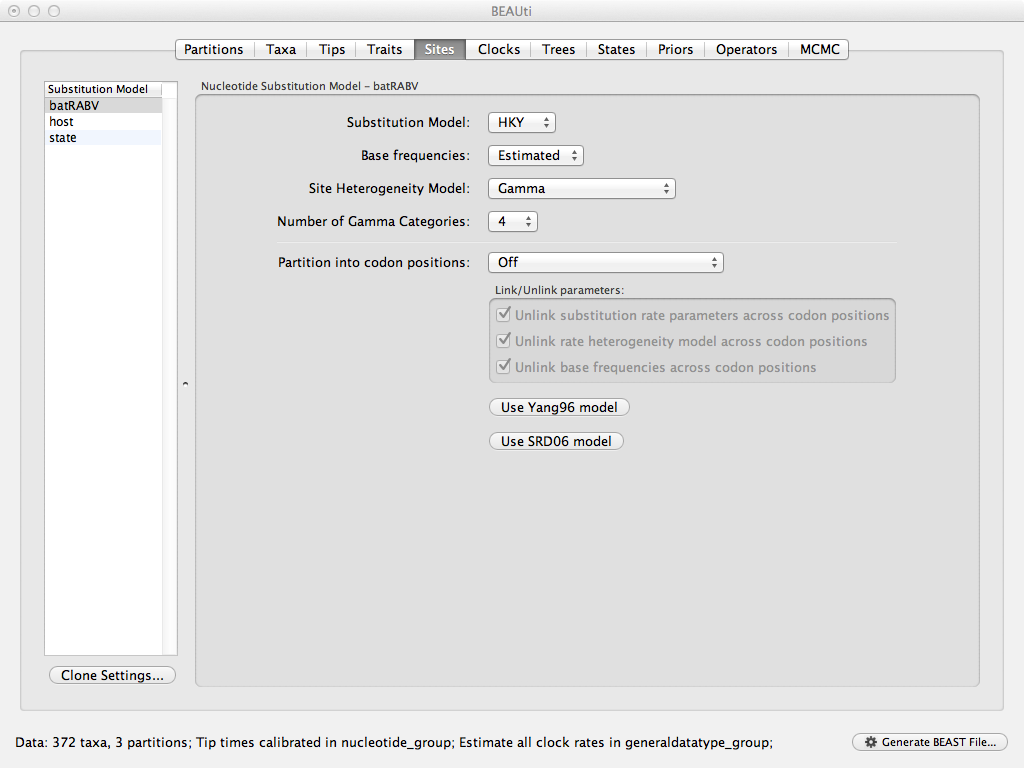 BEAUti
Partitions Taxa Tips Traits Sites Clocks Trees States Priors Operators MCMC
Substitution Model
batRABV
host
state
Clone Settings...
Nucleotide Substitution Model – batRABV
Substitution Model: HKY
Base frequencies: Estimated
Site Heterogeneity Model: Gamma
Number of Gamma Categories: 4
Partition into codon positions: Off
Link/Unlink parameters:
Unlink substitution rate parameters across codon positions
Unlink rate heterogeneity model across codon positions
Unlink base frequencies across codon positions
Use Yang96 model
Use SRD06 model
Data: 372 taxa, 3 partitions; Tip times calibrated in nucleotide_group; Estimate all clock rates in generaldatatype_group;
Generate BEAST File...